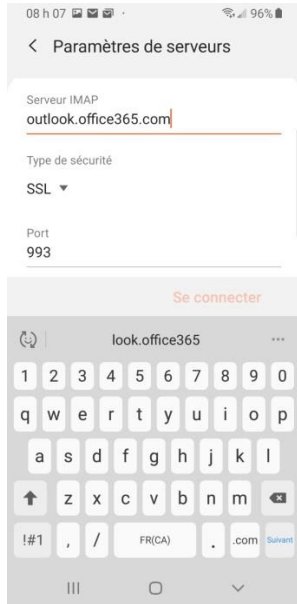 08 h 07 96%
Paramètres de serveurs
Serveur IMAP
outlook.office365.com
Type de sécurité
SSL
Port
993
Se connecter
look.office365
1 2 3 4 5 6 7 8 9 0
q w e r t y u i o p
a s d f g h j k l
z x c v b n m
!#1 , / FR(CA) . .com Suivant